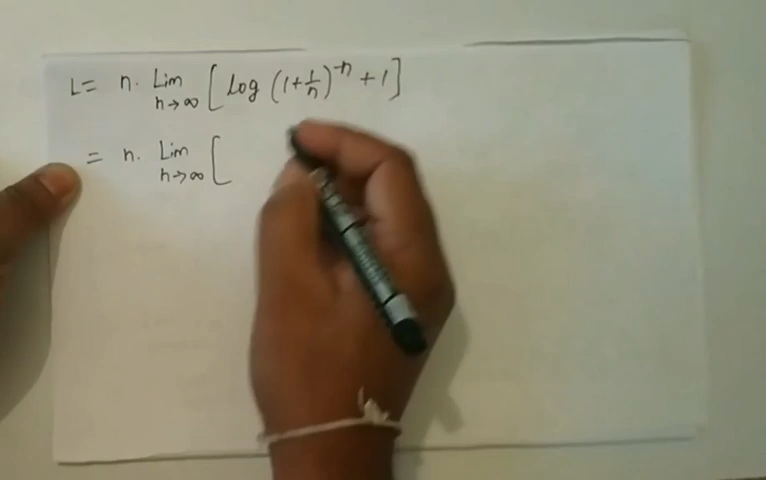 L = n. Lim n→∞ [log (1+1/n)^-n + 1]
= n. Lim n→∞ [